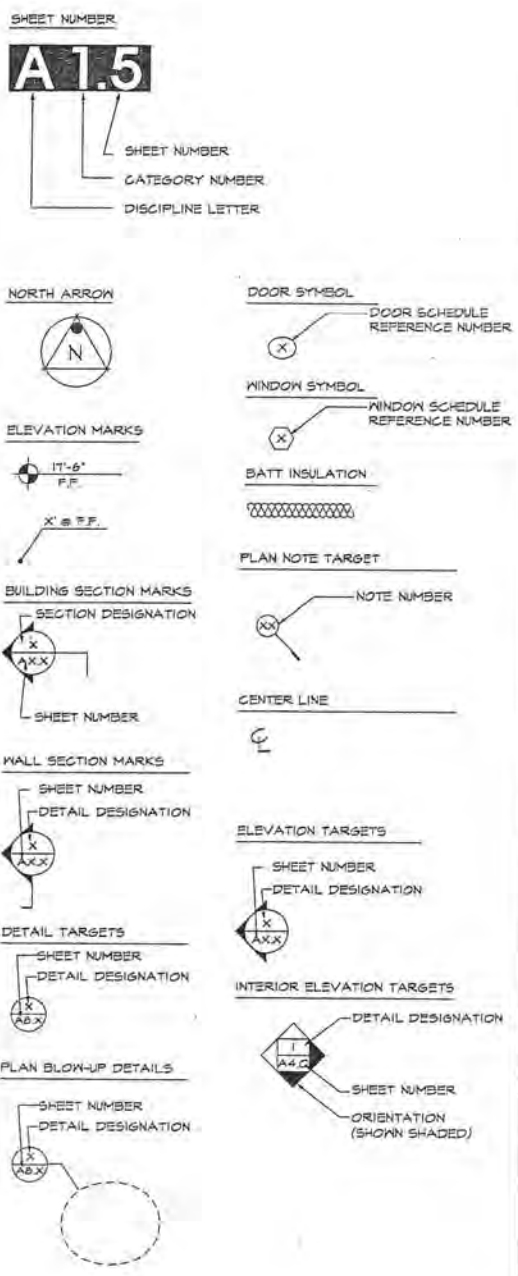 SHEET NUMBER
A 1.5
SHEET NUMBER
CATEGORY NUMBER
DISCIPLINE LETTER
NORTH ARROW
N
ELEVATION MARKS
17'-6"
F.F.
X' @ F.F.
BUILDING SECTION MARKS
SECTION DESIGNATION
X
AX.X
SHEET NUMBER
WALL SECTION MARKS
SHEET NUMBER
DETAIL DESIGNATION
X
AX.X
DETAIL TARGETS
SHEET NUMBER
DETAIL DESIGNATION
X
A8.X
PLAN BLOW-UP DETAILS
SHEET NUMBER
DETAIL DESIGNATION
X
A8.X
DOOR SYMBOL
DOOR SCHEDULE
REFERENCE NUMBER
X
WINDOW SYMBOL
WINDOW SCHEDULE
REFERENCE NUMBER
X
BATT INSULATION
PLAN NOTE TARGET
NOTE NUMBER
XX
CENTER LINE
CL
ELEVATION TARGETS
SHEET NUMBER
DETAIL DESIGNATION
X
AX.X
INTERIOR ELEVATION TARGETS
DETAIL DESIGNATION
1
SHEET NUMBER
ORIENTATION
(SHOWN SHADED)